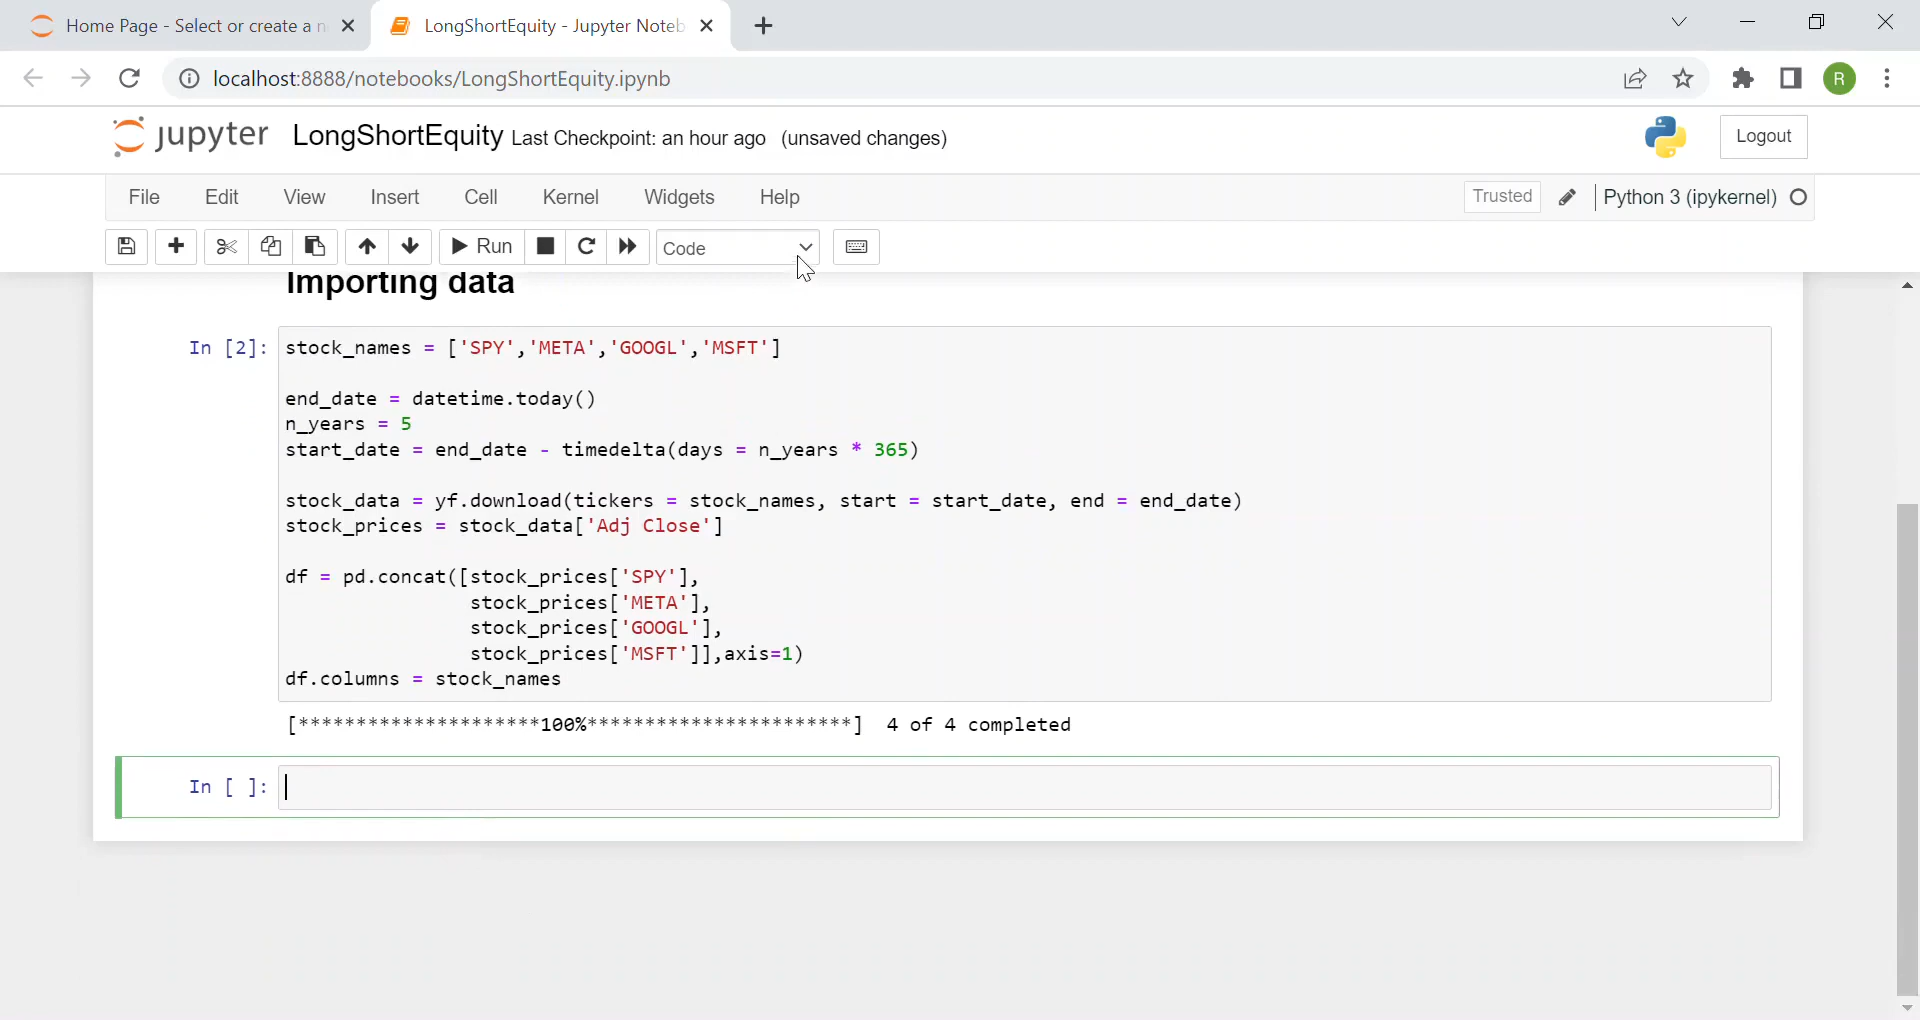 Home Page - Select or create a n
LongShortEquity - Jupyter Noteb
localhost:8888/notebooks/LongShortEquity.ipynb
R
jupyter LongShortEquity Last Checkpoint: an hour ago (unsaved changes)
Logout
File Edit View Insert Cell Kernel Widgets Help
Trusted
Python 3 (ipykernel)
Run
Code
Importing data
In [2]: stock_names = ['SPY','META','GOOGL','MSFT']
end_date = datetime.today()
n_years = 5
start_date = end_date - timedelta(days = n_years * 365)
stock_data = yf.download(tickers = stock_names, start = start_date, end = end_date)
stock_prices = stock_data['Adj Close']
df = pd.concat([stock_prices['SPY'],
stock_prices['META'],
stock_prices['GOOGL'],
stock_prices['MSFT']],axis=1)
df.columns = stock_names
[*********************100%***********************] 4 of 4 completed
In [ ]: